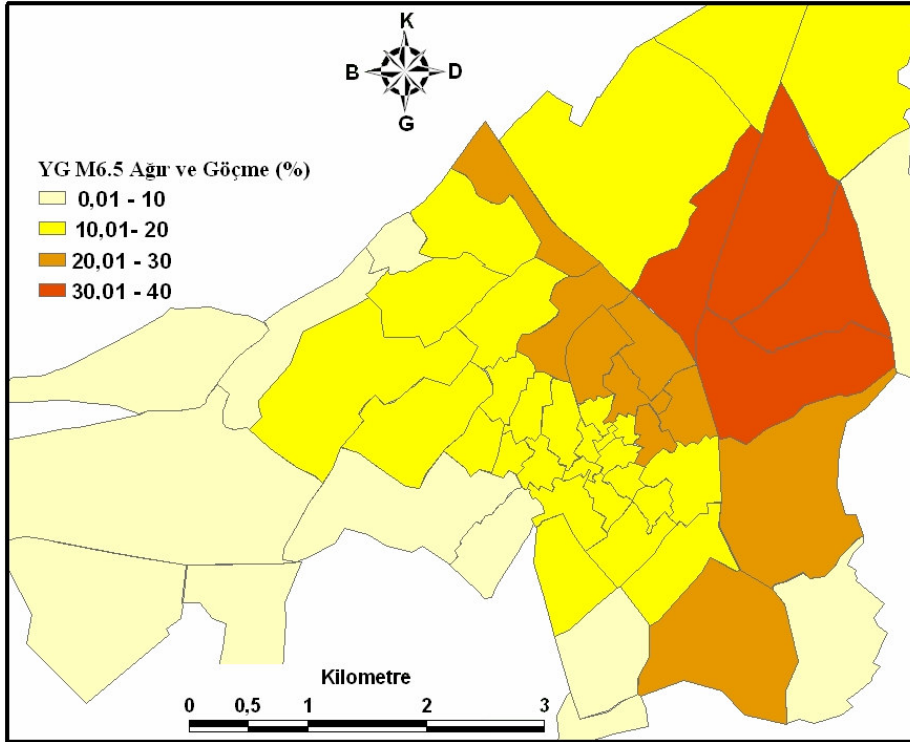 K
B D
G
YG M6.5 Ağır ve Göçme (%)
0,01 - 10
10,01- 20
20,01 - 30
30,01 - 40
Kilometre
0 0,5 1 2 3